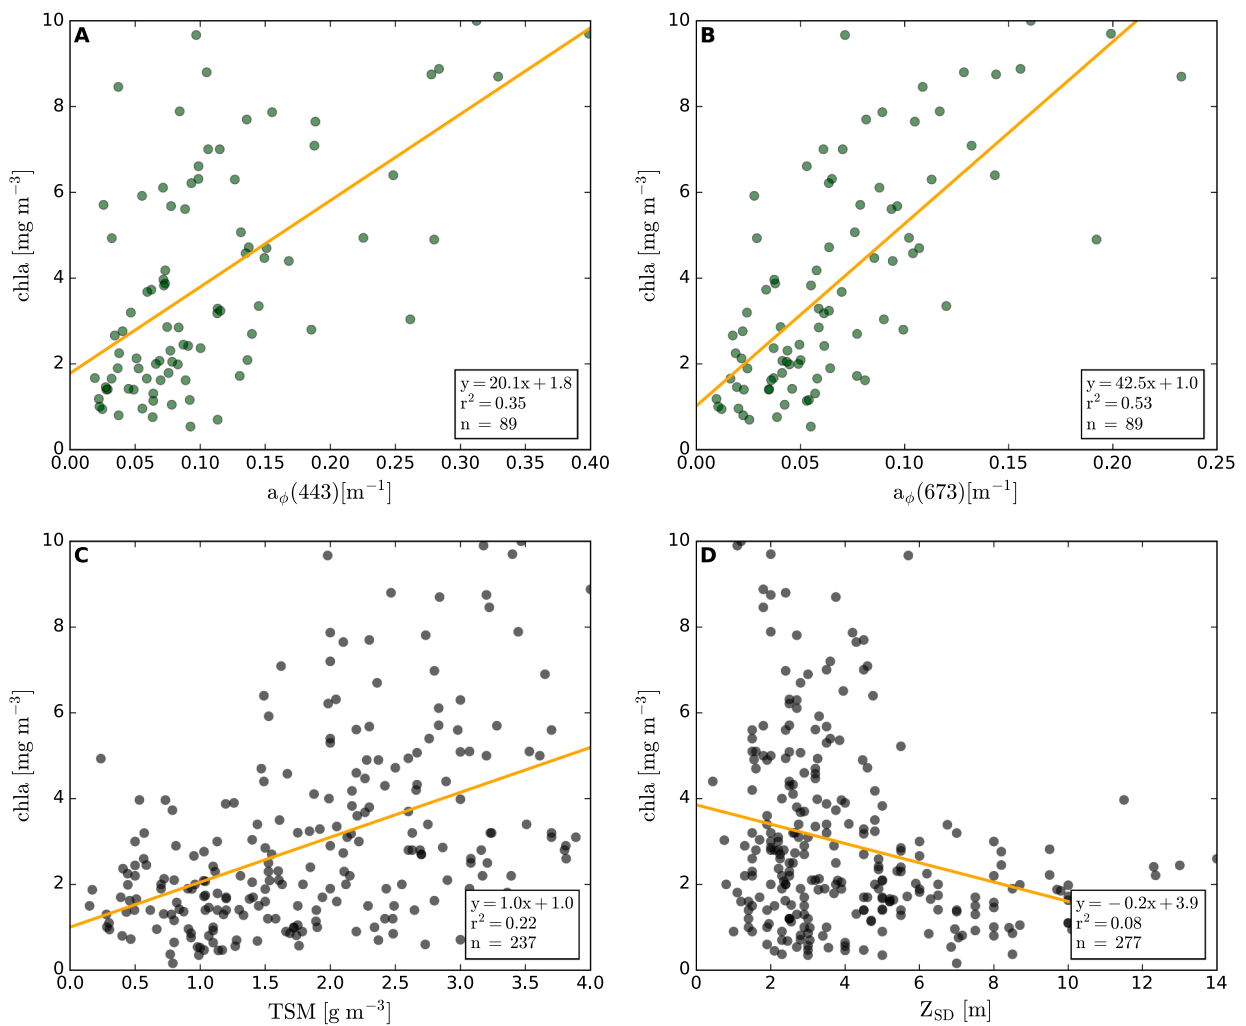 A
10
8
6
4
2
0
chla [mg m⁻³]
y = 20.1x + 1.8
r² = 0.35
n = 89
0.00 0.05 0.10 0.15 0.20 0.25 0.30 0.35 0.40
aϕ(443)[m⁻¹]
B
10
8
6
4
2
0
chla [mg m⁻³]
y = 42.5x + 1.0
r² = 0.53
n = 89
0.00 0.05 0.10 0.15 0.20 0.25
aϕ(673)[m⁻¹]
C
10
8
6
4
2
0
chla [mg m⁻³]
y = 1.0x + 1.0
r² = 0.22
n = 237
0.0 0.5 1.0 1.5 2.0 2.5 3.0 3.5 4.0
TSM [g m⁻³]
D
10
8
6
4
2
0
chla [mg m⁻³]
y = −0.2x + 3.9
r² = 0.08
n = 277
0 2 4 6 8 10 12 14
Z_SD [m]